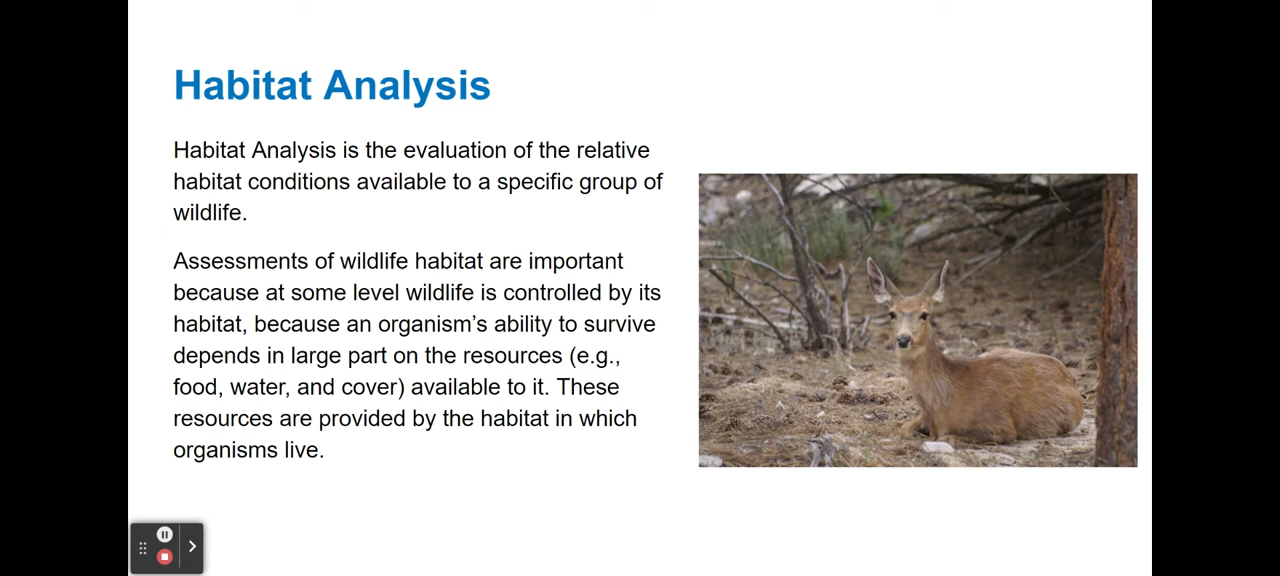 Habitat Analysis
Habitat Analysis is the evaluation of the relative
habitat conditions available to a specific group of
wildlife.
Assessments of wildlife habitat are important
because at some level wildlife is controlled by its
habitat, because an organism’s ability to survive
depends in large part on the resources (e.g.,
food, water, and cover) available to it. These
resources are provided by the habitat in which
organisms live.